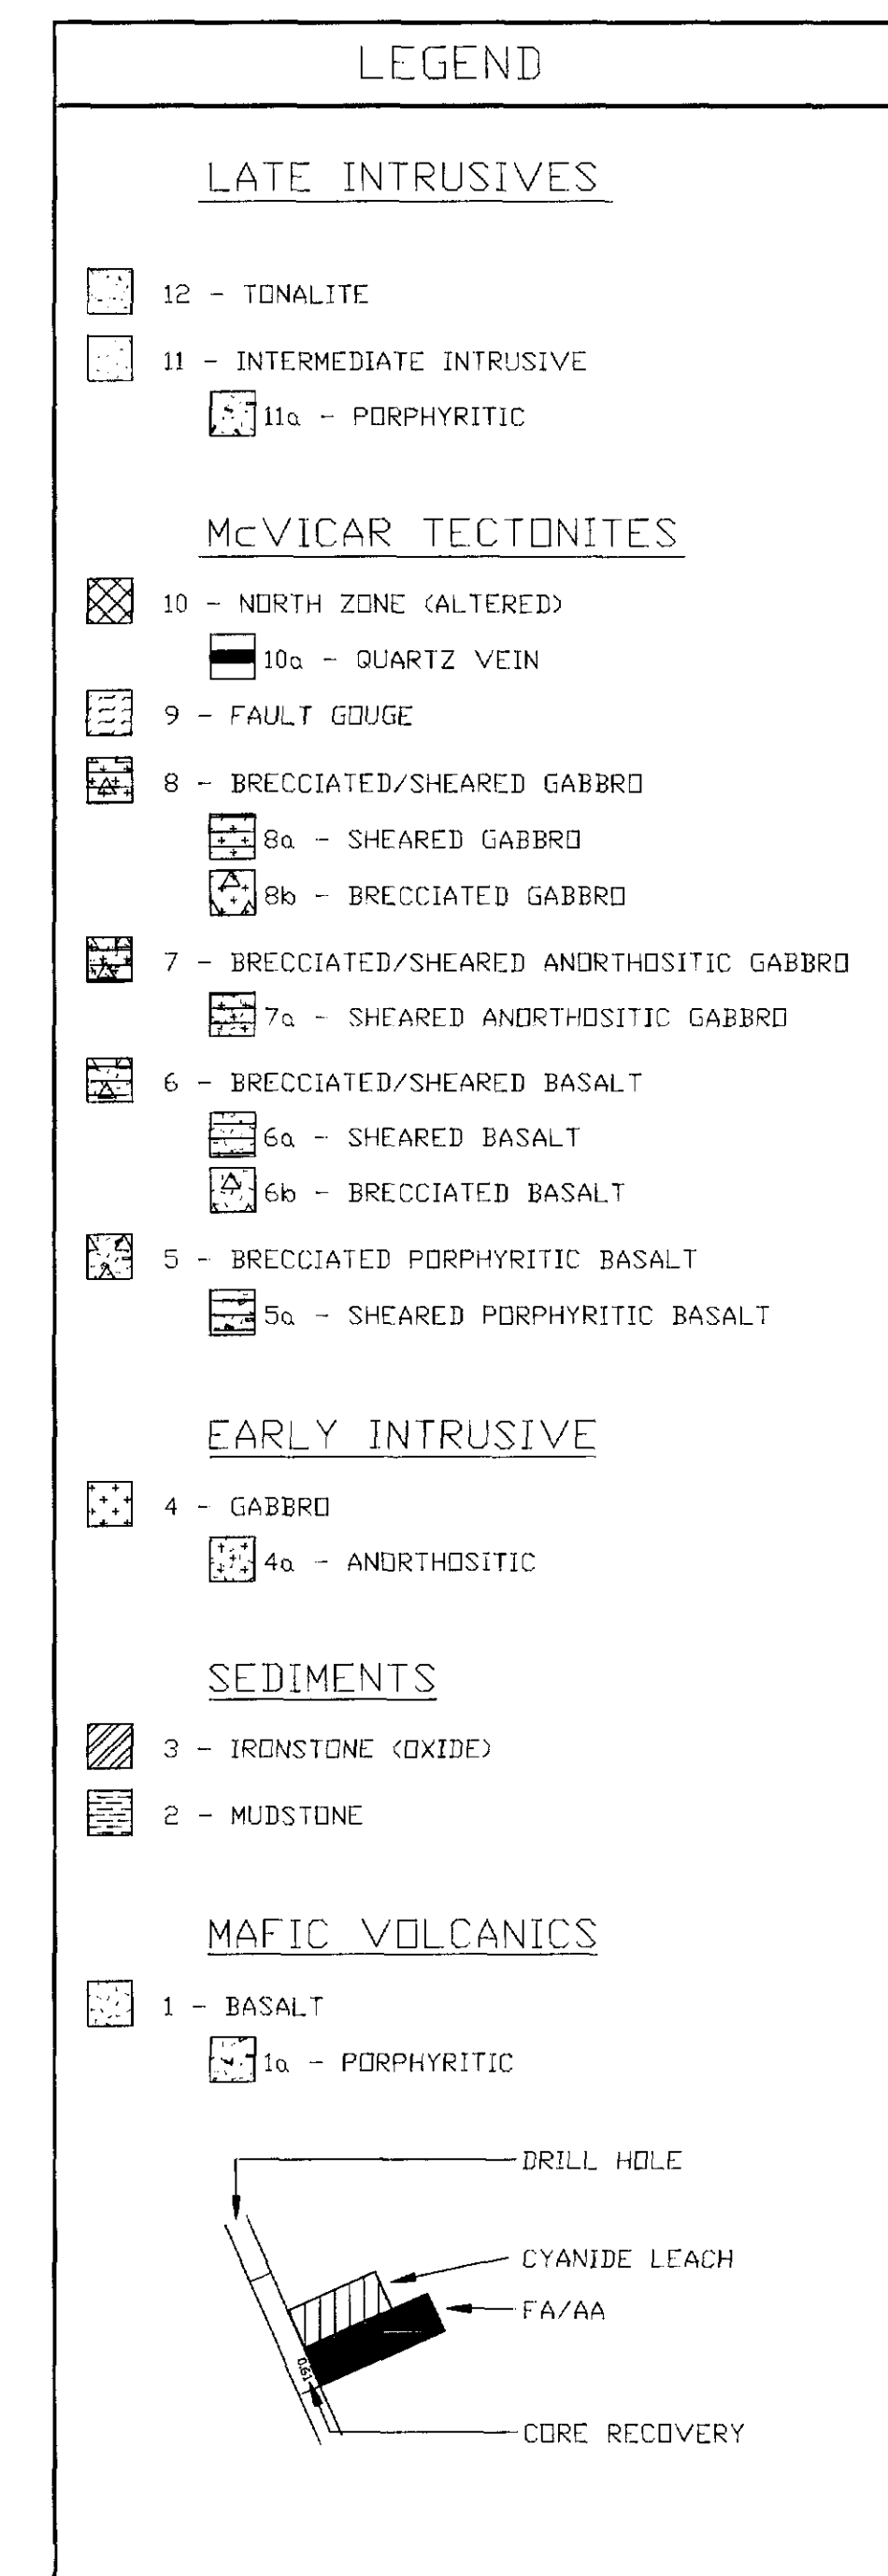 LEGEND
LATE INTRUSIVES
12 - TONALITE
11 - INTERMEDIATE INTRUSIVE
11a - PORPHYRITIC
McVICAR TECTONITES
10 - NORTH ZONE (ALTERED)
10a - QUARTZ VEIN
9 - FAULT GOUGE
8 - BRECCIATED/SHEARED GABBRO
8a - SHEARED GABBRO
8b - BRECCIATED GABBRO
7 - BRECCIATED/SHEARED ANORTHOSITIC GABBRO
7a - SHEARED ANORTHOSITIC GABBRO
6 - BRECCIATED/SHEARED BASALT
6a - SHEARED BASALT
6b - BRECCIATED BASALT
5 - BRECCIATED PORPHYRITIC BASALT
5a - SHEARED PORPHYRITIC BASALT
EARLY INTRUSIVE
4 - GABBRO
4a - ANORTHOSITIC
SEDIMENTS
3 - IRONSTONE (OXIDE)
2 - MUDSTONE
MAFIC VOLCANICS
1 - BASALT
1a - PORPHYRITIC
DRILL HOLE
CYANIDE LEACH
FA/AA
0.61
CORE RECOVERY